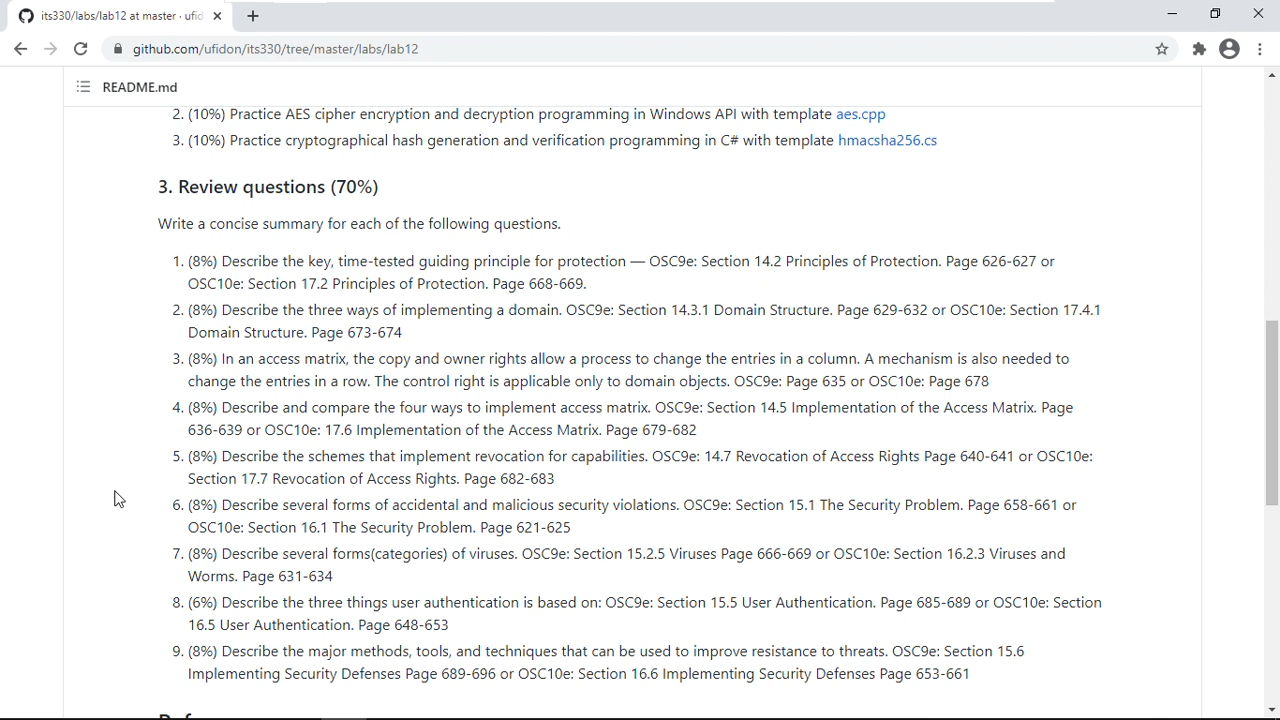 its330/labs/lab12 at master · ufid
github.com/ufidon/its330/tree/master/labs/lab12
README.md
2. (10%) Practice AES cipher encryption and decryption programming in Windows API with template aes.cpp
3. (10%) Practice cryptographical hash generation and verification programming in C# with template hmacsha256.cs
3. Review questions (70%)
Write a concise summary for each of the following questions.
1. (8%) Describe the key, time-tested guiding principle for protection — OSC9e: Section 14.2 Principles of Protection. Page 626-627 or
OSC10e: Section 17.2 Principles of Protection. Page 668-669.
2. (8%) Describe the three ways of implementing a domain. OSC9e: Section 14.3.1 Domain Structure. Page 629-632 or OSC10e: Section 17.4.1
Domain Structure. Page 673-674
3. (8%) In an access matrix, the copy and owner rights allow a process to change the entries in a column. A mechanism is also needed to
change the entries in a row. The control right is applicable only to domain objects. OSC9e: Page 635 or OSC10e: Page 678
4. (8%) Describe and compare the four ways to implement access matrix. OSC9e: Section 14.5 Implementation of the Access Matrix. Page
636-639 or OSC10e: 17.6 Implementation of the Access Matrix. Page 679-682
5. (8%) Describe the schemes that implement revocation for capabilities. OSC9e: 14.7 Revocation of Access Rights Page 640-641 or OSC10e:
Section 17.7 Revocation of Access Rights. Page 682-683
6. (8%) Describe several forms of accidental and malicious security violations. OSC9e: Section 15.1 The Security Problem. Page 658-661 or
OSC10e: Section 16.1 The Security Problem. Page 621-625
7. (8%) Describe several forms(categories) of viruses. OSC9e: Section 15.2.5 Viruses Page 666-669 or OSC10e: Section 16.2.3 Viruses and
Worms. Page 631-634
8. (6%) Describe the three things user authentication is based on: OSC9e: Section 15.5 User Authentication. Page 685-689 or OSC10e: Section
16.5 User Authentication. Page 648-653
9. (8%) Describe the major methods, tools, and techniques that can be used to improve resistance to threats. OSC9e: Section 15.6
Implementing Security Defenses Page 689-696 or OSC10e: Section 16.6 Implementing Security Defenses Page 653-661